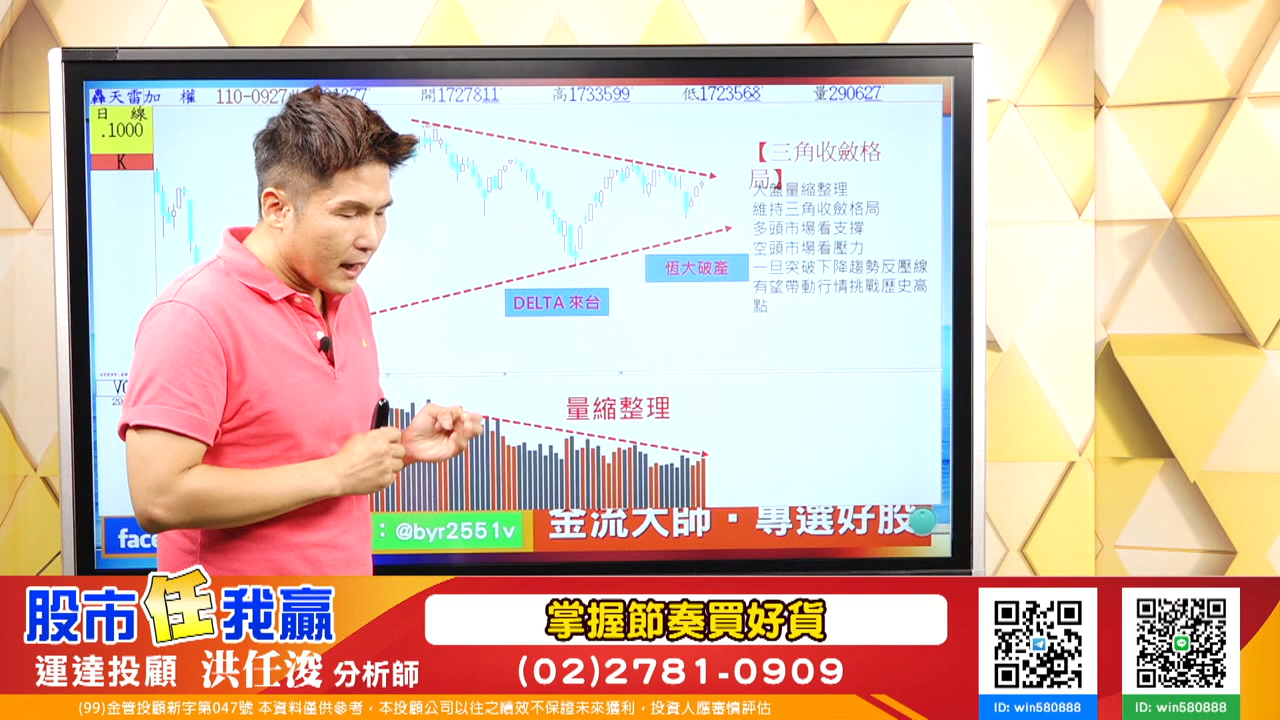 轟天雷加 權 110-0927
開1727811 高1733599 低1723568 量290627
日 線
.1000
K
【三角收斂格局】
大盤量縮整理
維持三角收斂格局
多頭市場看支撐
空頭市場看壓力
一旦突破下降趨勢反壓線
有望帶動行情挑戰歷史高
點
恆大破產
DELTA 來台
量縮整理
face
：@byr2551v
金流大師・專選好股
股市任我贏
運達投顧 洪任浚 分析師
掌握節奏買好貨
(02)2781-0909
ID: win580888
ID: win580888
(99)金管投顧新字第047號 本資料僅供參考，本投顧公司以往之績效不保證未來獲利，投資人應審慎評估